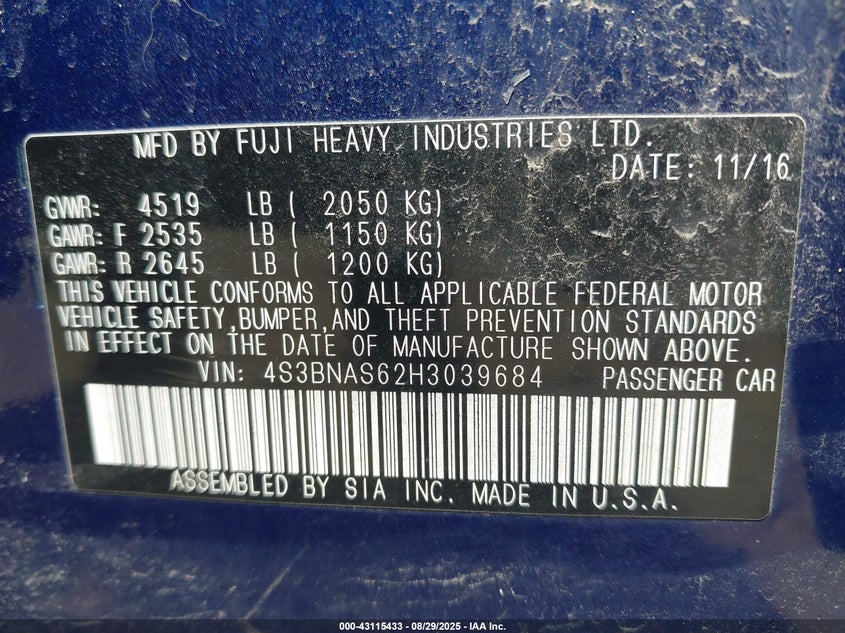 MFD BY FUJI HEAVY INDUSTRIES LTD.
DATE: 11/16
GVWR: 4519 LB ( 2050 KG)
GAWR: F 2535 LB ( 1150 KG)
GAWR: R 2645 LB ( 1200 KG)
THIS VEHICLE CONFORMS TO ALL APPLICABLE FEDERAL MOTOR
VEHICLE SAFETY, BUMPER, AND THEFT PREVENTION STANDARDS
IN EFFECT ON THE DATE OF MANUFACTURE SHOWN ABOVE.
VIN: 4S3BNAS62H3039684 PASSENGER CAR
ASSEMBLED BY SIA INC. MADE IN U.S.A.
000-43115433 - 08/29/2025 - IAA Inc.